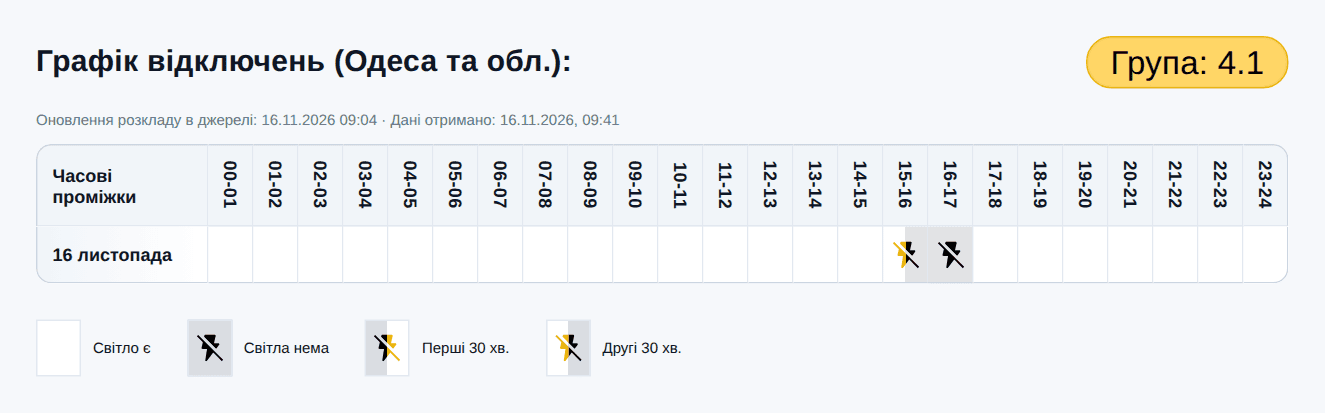 Графік відключень (Одеса та обл.):
Група: 4.1
Оновлення розкладу в джерелі: 16.11.2026 09:04 · Дані отримано: 16.11.2026, 09:41
Часові
проміжки
00-01
01-02
02-03
03-04
04-05
05-06
06-07
07-08
08-09
09-10
10-11
11-12
12-13
13-14
14-15
15-16
16-17
17-18
18-19
19-20
20-21
21-22
22-23
23-24
16 листопада
Світло є
Світла нема
Перші 30 хв.
Другі 30 хв.